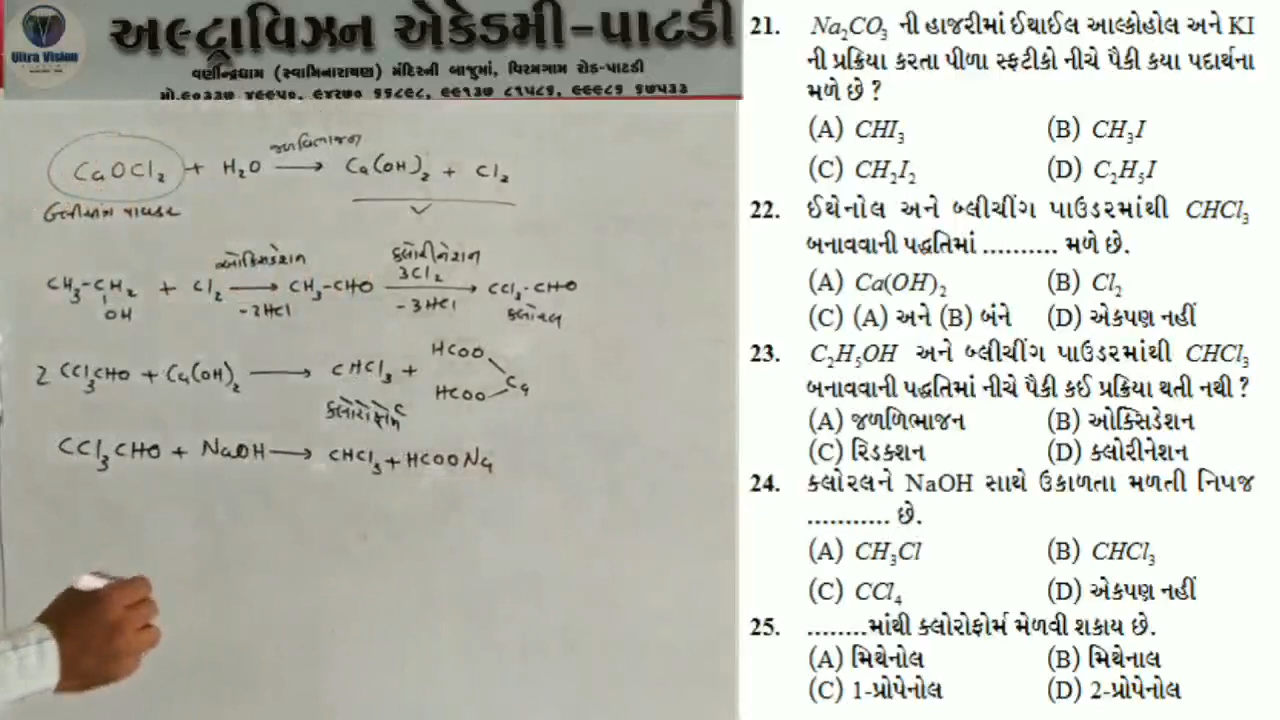 Ultra Vision
અલ્ટ્રાવિઝન એકેડમી-પાટડી
વર્ણીન્દ્રધામ (સ્વામિનારાયણ) મંદિરની બાજુમાં, વિરમગામ રોડ-પાટડી
CaOCl₂ + H₂O ⟶ Ca(OH)₂ + Cl₂
જળવિભાજન
બ્લીચીંગ પાવડર
ઓક્સિડેશન
ક્લોરીનેશન
CH₃-CH₂ + Cl₂ ⟶ CH₃-CHO ⟶ CCl₃-CHO
OH
-2HCl
3Cl₂
-3HCl
ક્લોરલ
2 CCl₃CHO + Ca(OH)₂ ⟶ CHCl₃ + HCOO HCOO Ca
ક્લોરોફોર્મ
CCl₃CHO + NaOH ⟶ CHCl₃ + HCOONa
21. Na₂CO₃ ની હાજરીમાં ઈથાઈલ આલ્કોહોલ અને KI
ની પ્રક્રિયા કરતા પીળા સ્ફટીકો નીચે પૈકી કયા પદાર્થના
મળે છે ?
(A) CHI₃ (B) CH₃I
(C) CH₂I₂ (D) C₂H₅I
22. ઈથેનોલ અને બ્લીચીંગ પાઉડરમાંથી CHCl₃
બનાવવાની પદ્ધતિમાં .......... મળે છે.
(A) Ca(OH)₂ (B) Cl₂
(C) (A) અને (B) બંને (D) એકપણ નહીં
23. C₂H₅OH અને બ્લીચીંગ પાઉડરમાંથી CHCl₃
બનાવવાની પદ્ધતિમાં નીચે પૈકી કઈ પ્રક્રિયા થતી નથી ?
(A) જળળિભાજન (B) ઓક્સિડેશન
(C) રિડક્શન (D) ક્લોરીનેશન
24. ક્લોરલને NaOH સાથે ઉકાળતા મળતી નિપજ
........... છે.
(A) CH₃Cl (B) CHCl₃
(C) CCl₄ (D) એકપણ નહીં
25. ........માંથી ક્લોરોફોર્મ મેળવી શકાય છે.
(A) મિથેનોલ (B) મિથેનાલ
(C) 1-પ્રોપેનોલ (D) 2-પ્રોપેનોલ